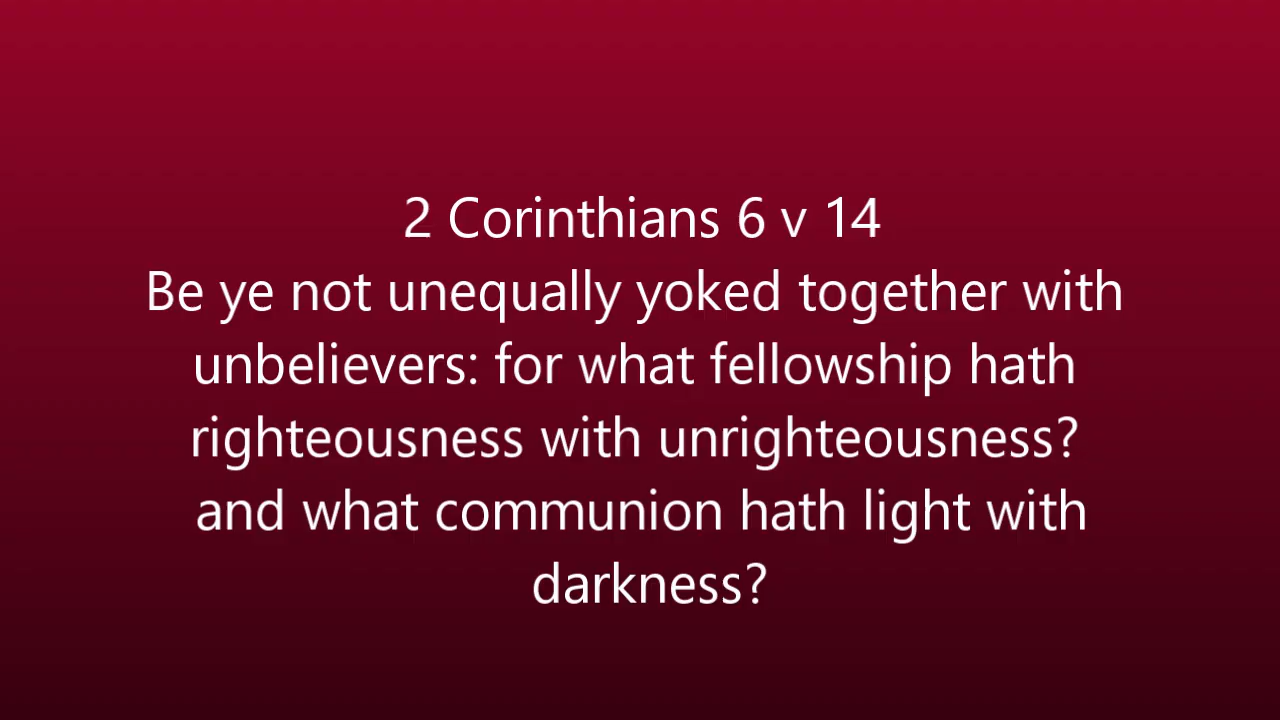 2 Corinthians 6 v 14
Be ye not unequally yoked together with
unbelievers: for what fellowship hath
righteousness with unrighteousness?
and what communion hath light with
darkness?